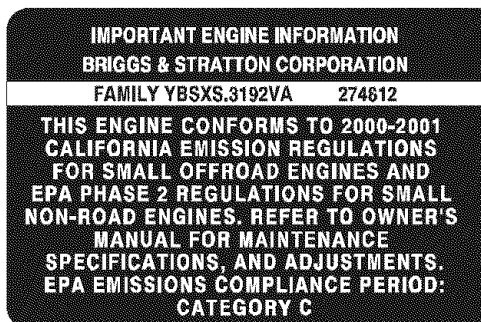 IMPORTANT ENGINE INFORMATION
BRIGGS & STRATTON CORPORATION
FAMILY YBSXS.3192VA 274812
THIS ENGINE CONFORMS TO 2000-2001
CALIFORNIA EMISSION REGULATIONS
FOR SMALL OFFROAD ENGINES AND
EPA PHASE 2 REGULATIONS FOR SMALL
NON-ROAD ENGINES. REFER TO OWNER'S
MANUAL FOR MAINTENANCE
SPECIFICATIONS, AND ADJUSTMENTS.
EPA EMISSIONS COMPLIANCE PERIOD:
CATEGORY C